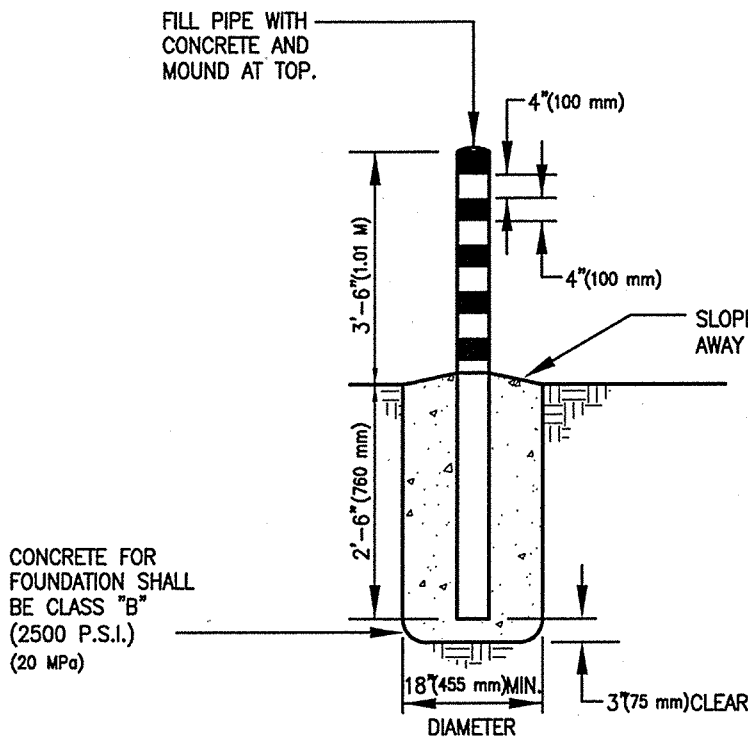 FILL PIPE WITH
CONCRETE AND
MOUND AT TOP.
4"(100 mm)
3'-6"(1.01 M)
4"(100 mm)
SLOPE
AWAY
2'-6"(760 mm)
CONCRETE FOR
FOUNDATION SHALL
BE CLASS "B"
(2500 P.S.I.)
(20 MPa)
18"(455 mm)MIN.
3"(75 mm)CLEAR
DIAMETER